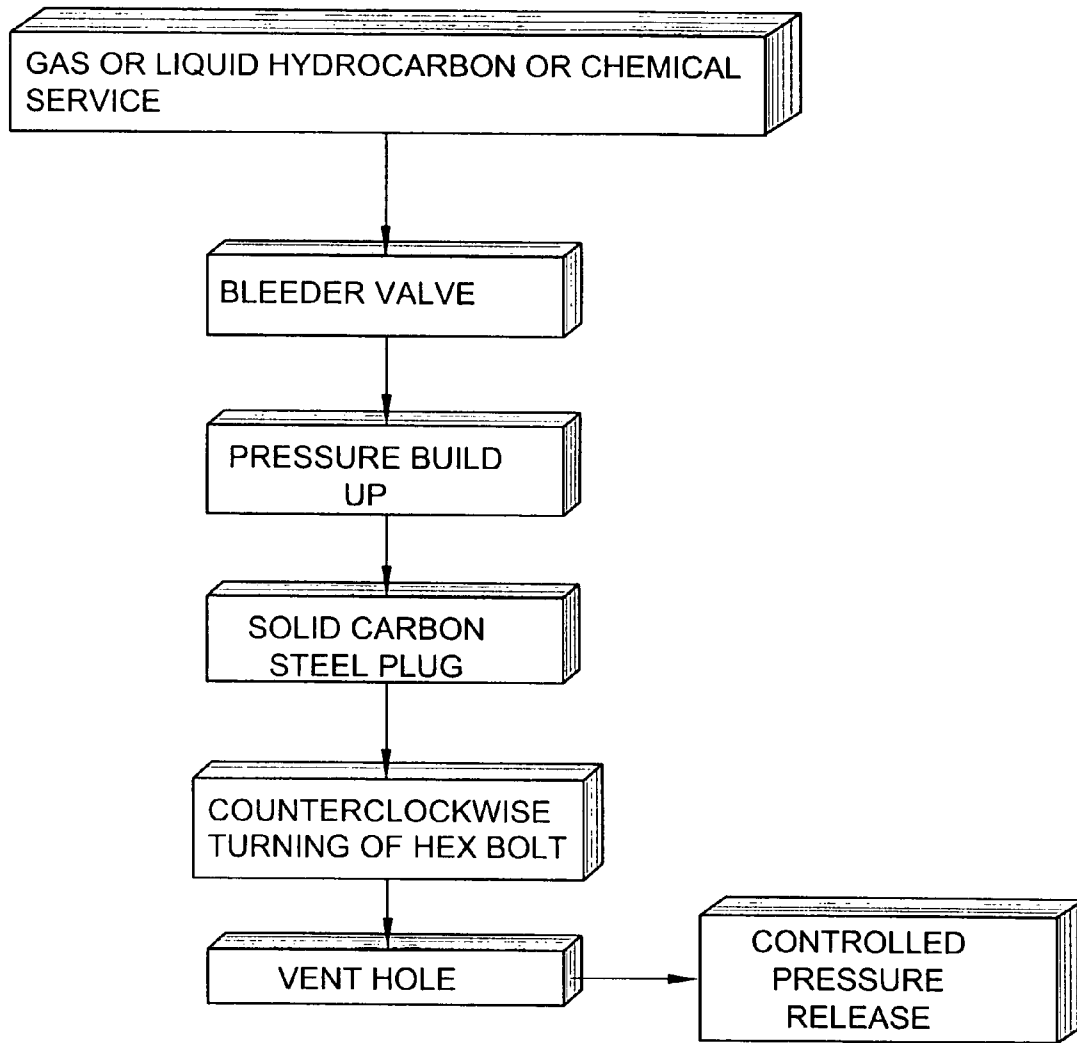 GAS OR LIQUID HYDROCARBON OR CHEMICAL
SERVICE
BLEEDER VALVE
PRESSURE BUILD
UP
SOLID CARBON
STEEL PLUG
COUNTERCLOCKWISE
TURNING OF HEX BOLT
VENT HOLE
CONTROLLED
PRESSURE
RELEASE